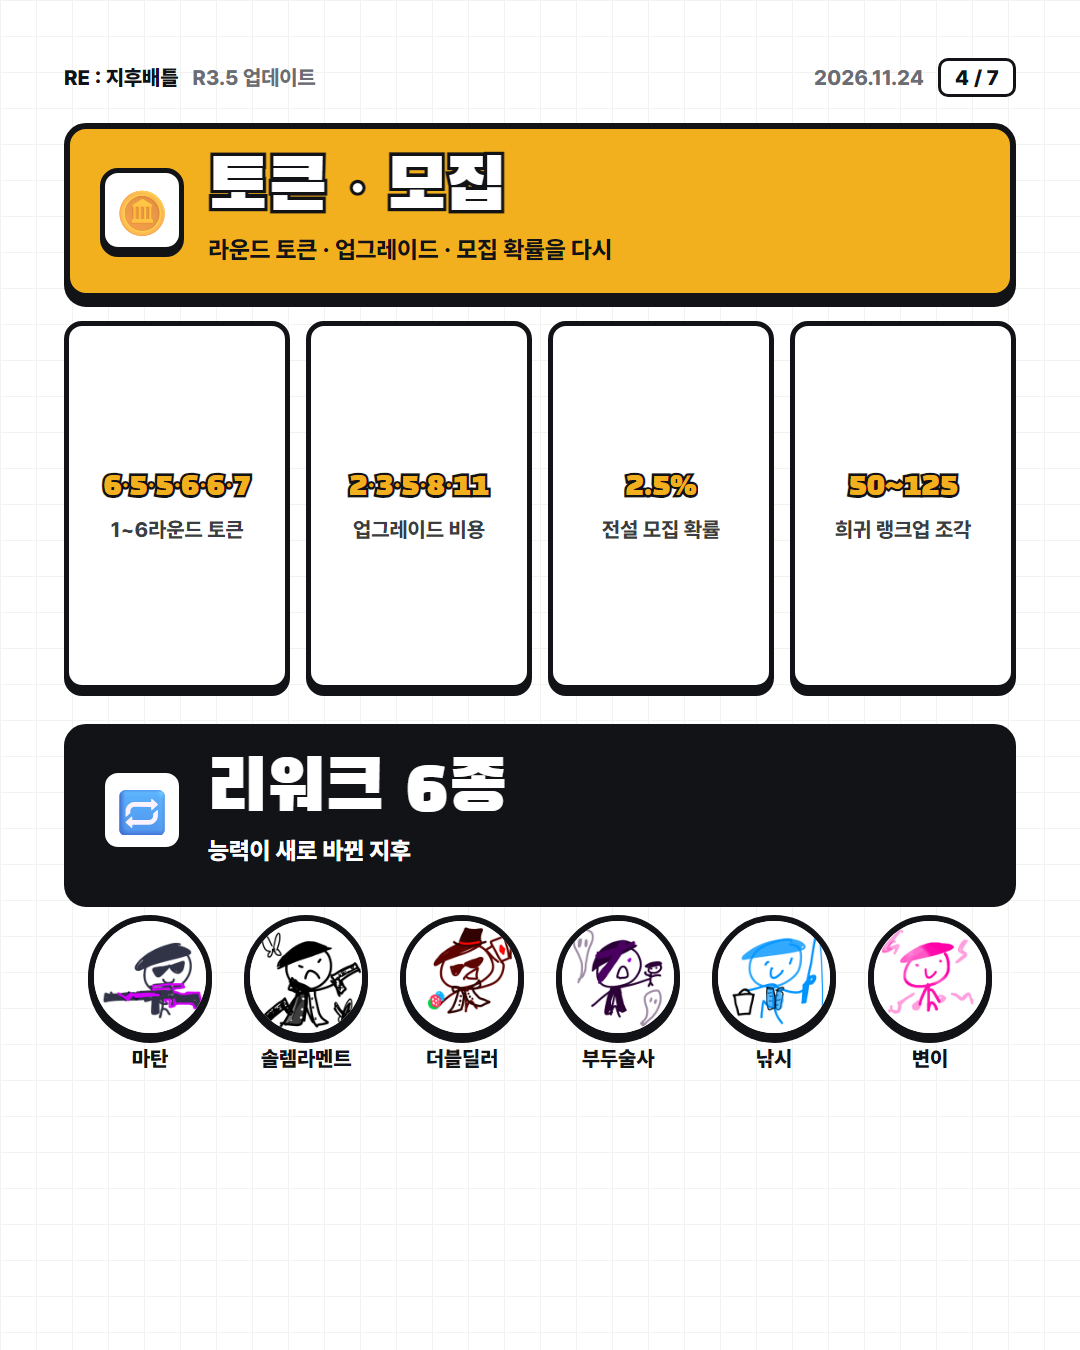 RE : 지후배틀 R3.5 업데이트
2026.11.24 4 / 7
토큰 · 모집
라운드 토큰 · 업그레이드 · 모집 확률을 다시
6·5·5·6·6·7
1~6라운드 토큰
2·3·5·8·11
업그레이드 비용
2.5%
전설 모집 확률
50~125
희귀 랭크업 조각
리워크 6종
능력이 새로 바뀐 지후
마탄
솔렘라멘트
더블딜러
부두술사
낚시
변이